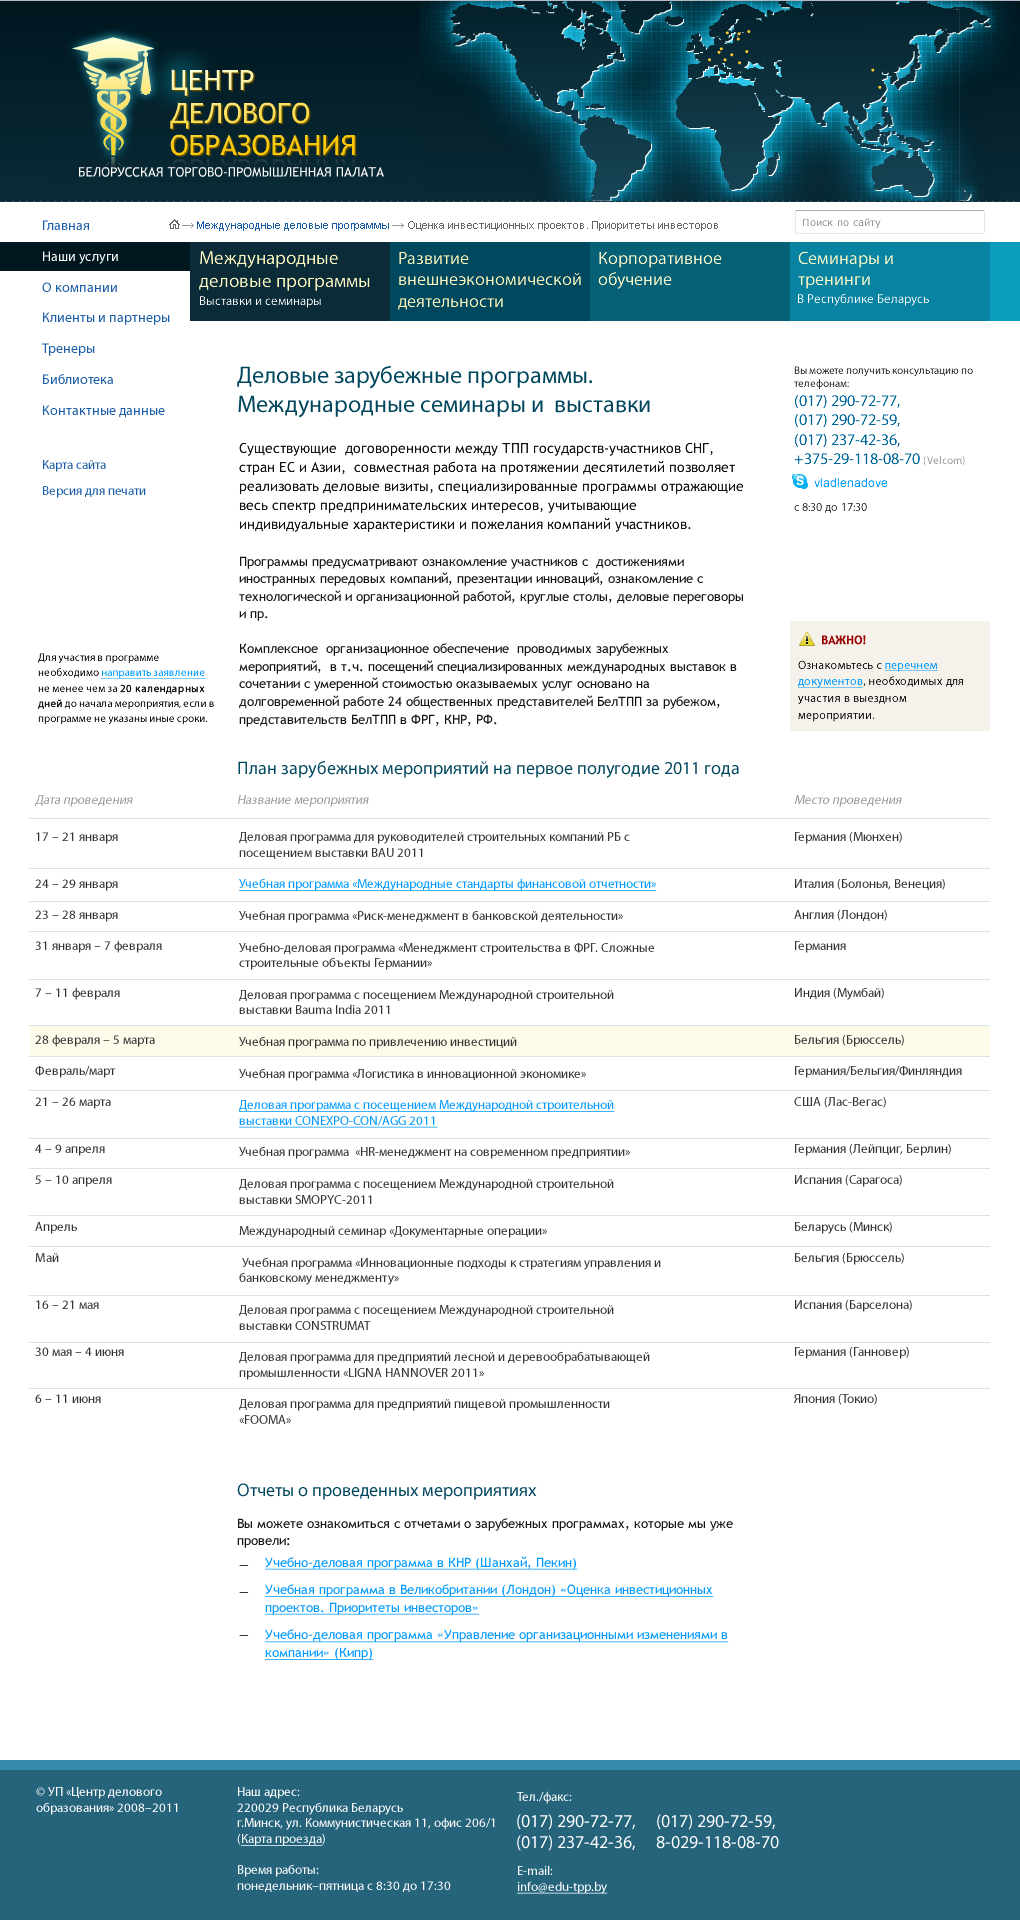 ЦЕНТР
ДЕЛОВОГО
ОБРАЗОВАНИЯ
БЕЛОРУССКАЯ ТОРГОВО-ПРОМЫШЛЕННАЯ ПАЛАТА
Главная
Международные деловые программы
Оценка инвестиционных проектов. Приоритеты инвесторов
Поиск по сайту
Наши услуги
О компании
Клиенты и партнеры
Тренеры
Библиотека
Контактные данные
Карта сайта
Версия для печати
Международные
деловые программы
Выставки и семинары
Развитие
внешнеэкономической
деятельности
Корпоративное
обучение
Семинары и
тренинги
В Республике Беларусь
Деловые зарубежные программы.
Международные семинары и  выставки
Существующие  договоренности между ТПП государств-участников СНГ,
стран ЕС и Азии,  совместная работа на протяжении десятилетий позволяет
реализовать деловые визиты, специализированные программы отражающие
весь спектр предпринимательских интересов, учитывающие
индивидуальные характеристики и пожелания компаний участников.
Программы предусматривают ознакомление участников с  достижениями
иностранных передовых компаний, презентации инноваций, ознакомление с
технологической и организационной работой, круглые столы, деловые переговоры
и пр.
Комплексное  организационное обеспечение  проводимых зарубежных
мероприятий,  в т.ч. посещений специализированных международных выставок в
сочетании с умеренной стоимостью оказываемых услуг основано на
долговременной работе 24 общественных представителей БелТПП за рубежом,
представительств БелТПП в ФРГ, КНР, РФ.
Вы можете получить консультацию по
телефонам:
(017) 290-72-77,
(017) 290-72-59,
(017) 237-42-36,
+375-29-118-08-70 (Velcom)
vladlenadove
с 8:30 до 17:30
ВАЖНО!
Ознакомьтесь с перечнем
документов, необходимых для
участия в выездном
мероприятии.
Для участия в программе
необходимо направить заявление
не менее чем за 20 календарных
дней до начала мероприятия, если в
программе не указаны иные сроки.
План зарубежных мероприятий на первое полугодие 2011 года
Дата проведения
Название мероприятия
Место проведения
17 – 21 января
Деловая программа для руководителей строительных компаний РБ с
посещением выставки BAU 2011
Германия (Мюнхен)
24 – 29 января
Учебная программа «Международные стандарты финансовой отчетности»
Италия (Болонья, Венеция)
23 – 28 января
Учебная программа «Риск-менеджмент в банковской деятельности»
Англия (Лондон)
31 января – 7 февраля
Учебно-деловая программа «Менеджмент строительства в ФРГ. Сложные
строительные объекты Германии»
Германия
7 – 11 февраля
Деловая программа с посещением Международной строительной
выставки Bauma India 2011
Индия (Мумбай)
28 февраля – 5 марта
Учебная программа по привлечению инвестиций
Бельгия (Брюссель)
Февраль/март
Учебная программа «Логистика в инновационной экономике»
Германия/Бельгия/Финляндия
21 – 26 марта
Деловая программа с посещением Международной строительной
выставки CONEXPO-CON/AGG 2011
США (Лас-Вегас)
4 – 9 апреля
Учебная программа  «HR-менеджмент на современном предприятии»
Германия (Лейпциг, Берлин)
5 – 10 апреля
Деловая программа с посещением Международной строительной
выставки SMOPYC-2011
Испания (Сарагоса)
Апрель
Международный семинар «Документарные операции»
Беларусь (Минск)
Май
Учебная программа «Инновационные подходы к стратегиям управления и
банковскому менеджменту»
Бельгия (Брюссель)
16 – 21 мая
Деловая программа с посещением Международной строительной
выставки CONSTRUMAT
Испания (Барселона)
30 мая – 4 июня
Деловая программа для предприятий лесной и деревообрабатывающей
промышленности «LIGNA HANNOVER 2011»
Германия (Ганновер)
6 – 11 июня
Деловая программа для предприятий пищевой промышленности
«FOOMA»
Япония (Токио)
Отчеты о проведенных мероприятиях
Вы можете ознакомиться с отчетами о зарубежных программах, которые мы уже
провели:
— Учебно-деловая программа в КНР (Шанхай, Пекин)
— Учебная программа в Великобритании (Лондон) «Оценка инвестиционных
проектов. Приоритеты инвесторов»
— Учебно-деловая программа «Управление организационными изменениями в
компании» (Кипр)
© УП «Центр делового
образования» 2008–2011
Наш адрес:
220029 Республика Беларусь
г.Минск, ул. Коммунистическая 11, офис 206/1
(Карта проезда)
Время работы:
понедельник–пятница с 8:30 до 17:30
Тел./факс:
(017) 290-72-77, (017) 290-72-59,
(017) 237-42-36, 8-029-118-08-70
E-mail:
info@edu-tpp.by